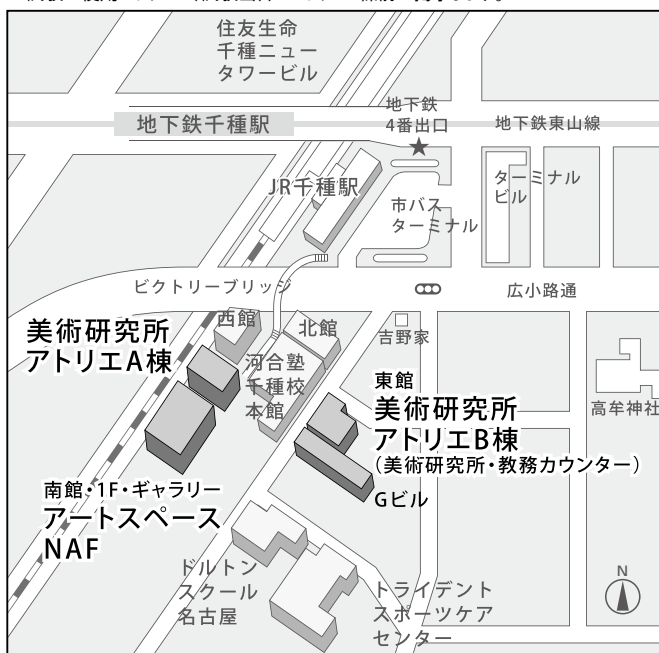 住友生命
千種ニュー
タワービル
地下鉄千種駅
地下鉄
4番出口
地下鉄東山線
JR千種駅
ターミナル
ビル
市バス
ターミナル
ビクトリーブリッジ
広小路通
西館
北館
吉野家
美術研究所
アトリエA棟
河合塾
千種校
本館
高牟神社
東館
美術研究所
アトリエB棟
(美術研究所・教務カウンター)
Gビル
南館・1F・ギャラリー
アートスペース
NAF
ドルトン
スクール
名古屋
トライデント
スポーツケア
センター
N